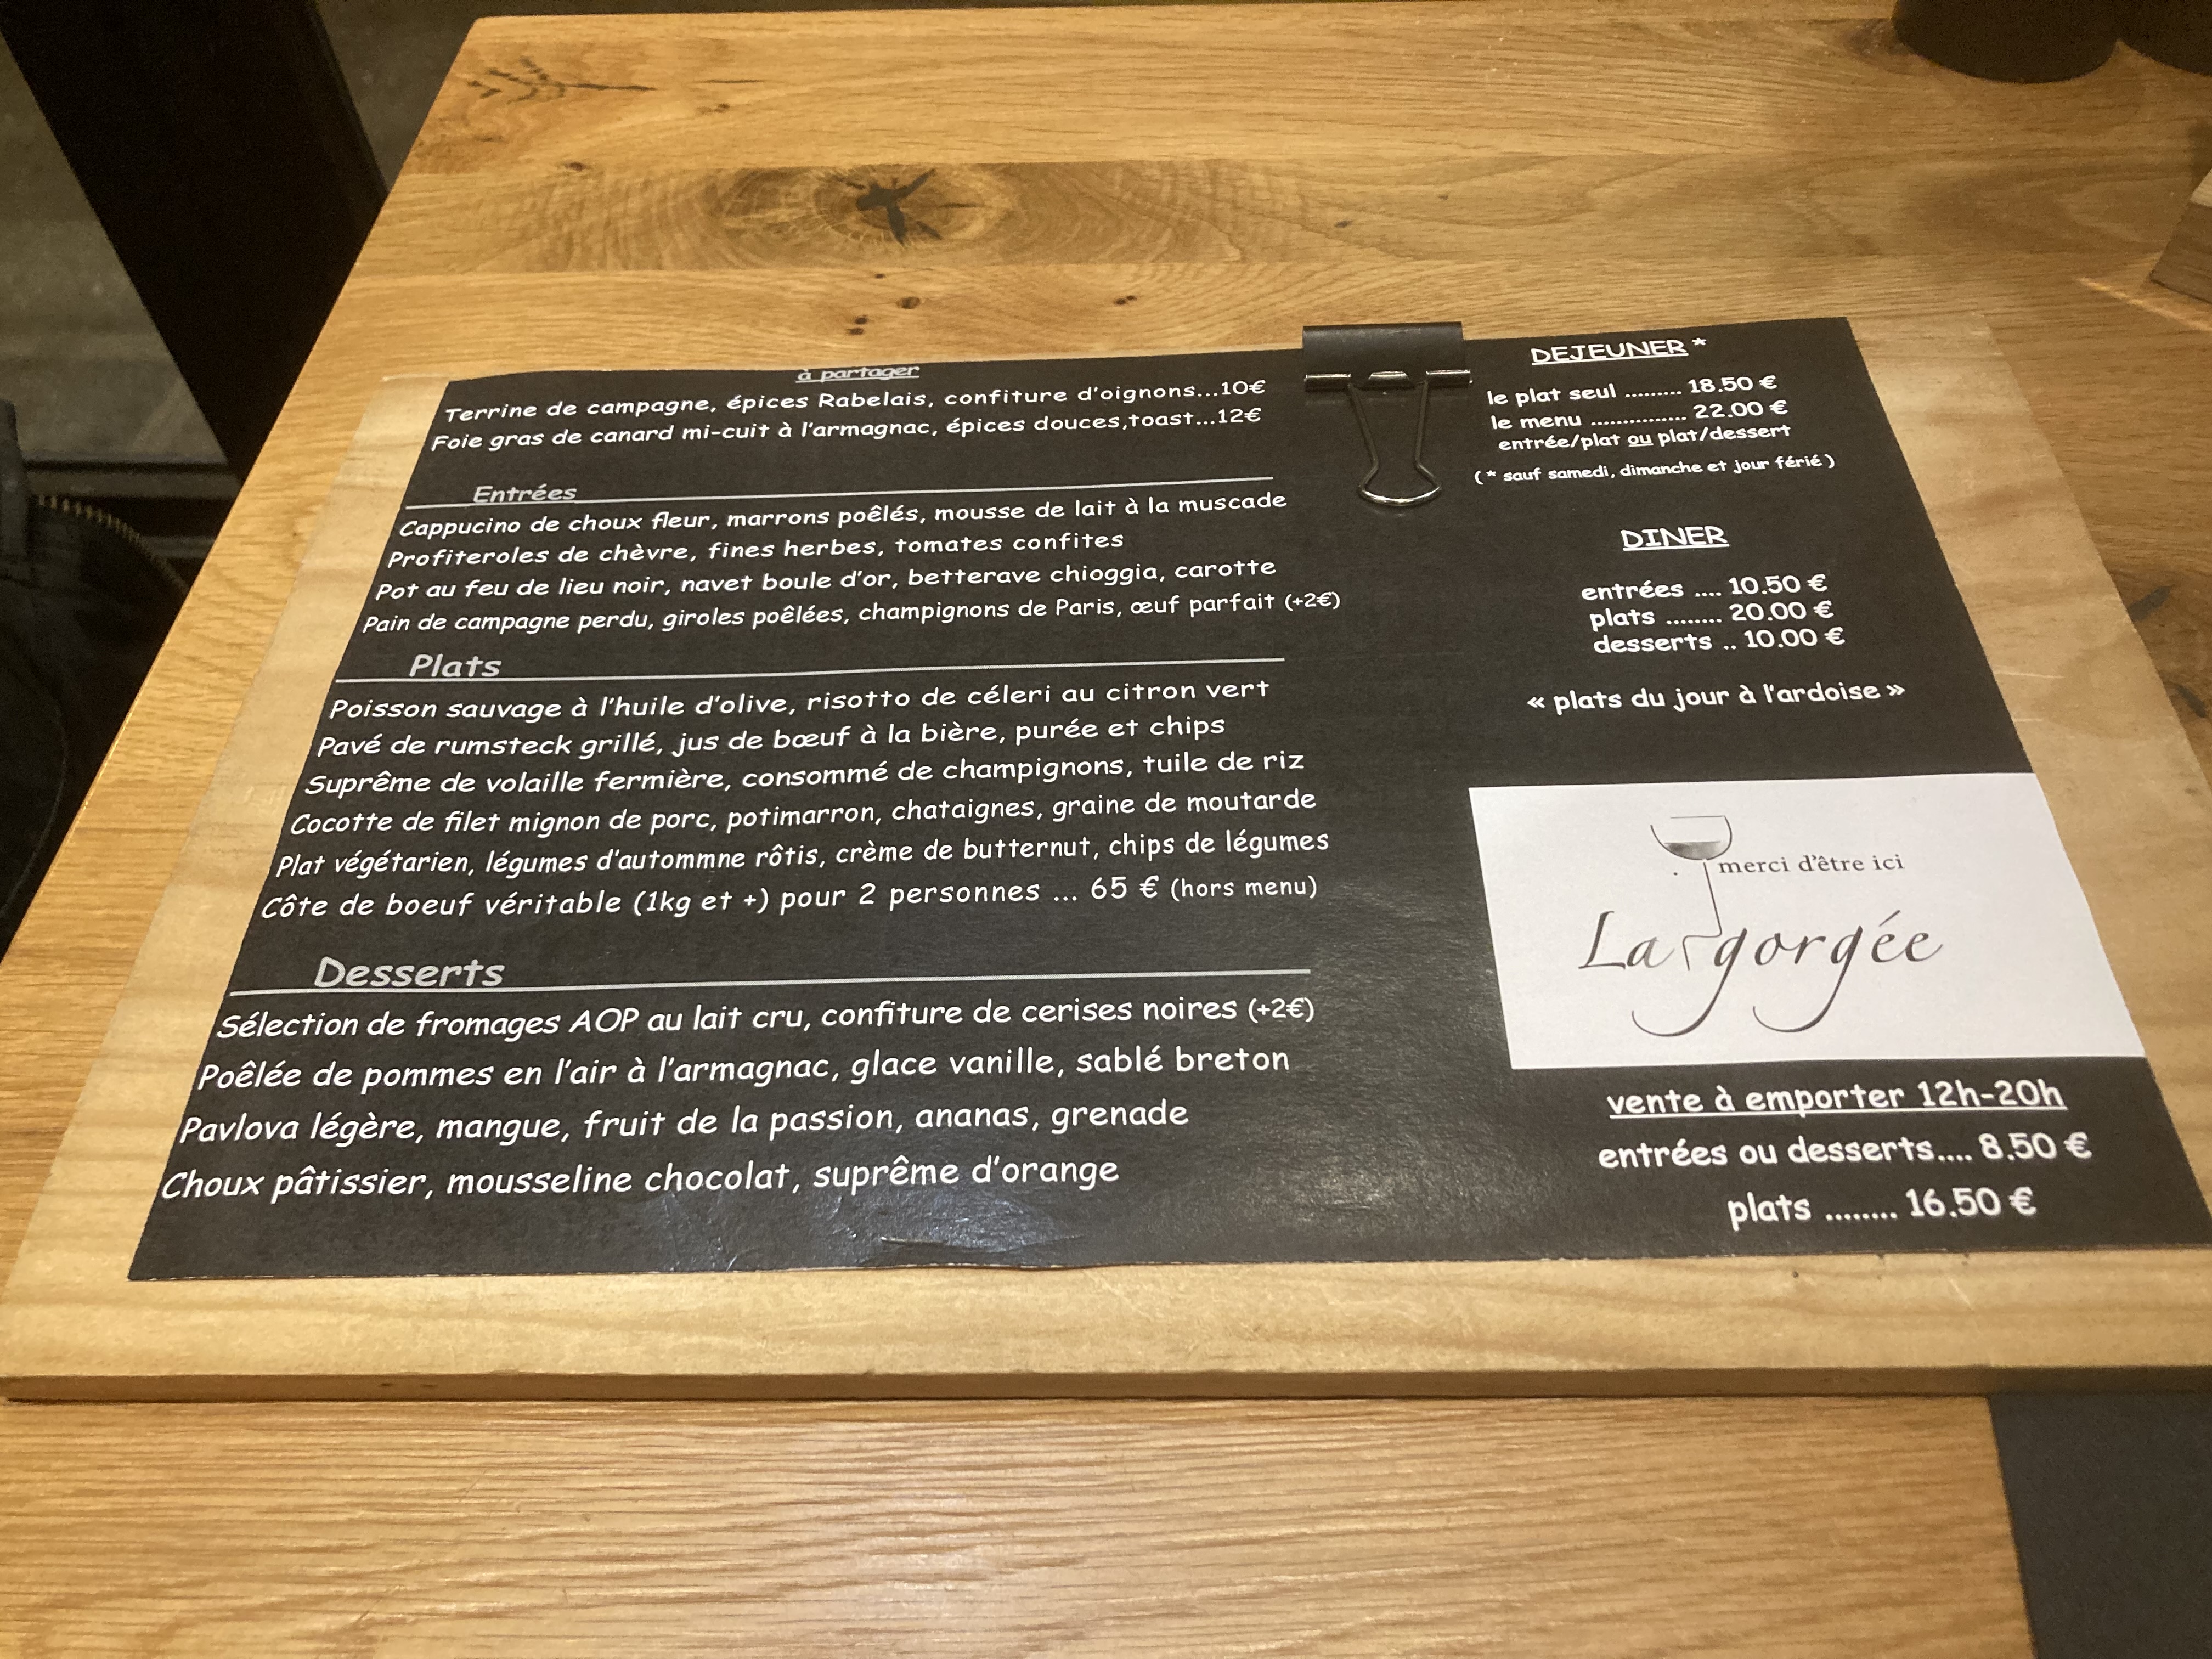 à partager
Terrine de campagne, épices Rabelais, confiture d'oignons...10€
Foie gras de canard mi-cuit à l'armagnac, épices douces,toast...12€
Entrées
Cappucino de choux fleur, marrons poêlés, mousse de lait à la muscade
Profiteroles de chèvre, fines herbes, tomates confites
Pot au feu de lieu noir, navet boule d'or, betterave chioggia, carotte
Pain de campagne perdu, giroles poêlées, champignons de Paris, œuf parfait (+2€)
Plats
Poisson sauvage à l'huile d'olive, risotto de céleri au citron vert
Pavé de rumsteck grillé, jus de bœuf à la bière, purée et chips
Suprême de volaille fermière, consommé de champignons, tuile de riz
Cocotte de filet mignon de porc, potimarron, chataignes, graine de moutarde
Plat végétarien, légumes d'autommne rôtis, crème de butternut, chips de légumes
Côte de boeuf véritable (1kg et +) pour 2 personnes ... 65 € (hors menu)
Desserts
Sélection de fromages AOP au lait cru, confiture de cerises noires (+2€)
Poêlée de pommes en l'air à l'armagnac, glace vanille, sablé breton
Pavlova légère, mangue, fruit de la passion, ananas, grenade
Choux pâtissier, mousseline chocolat, suprême d'orange
DEJEUNER *
le plat seul ......... 18.50 €
le menu ............... 22.00 €
entrée/plat ou plat/dessert
(* sauf samedi, dimanche et jour férié)
DINER
entrées .... 10.50 €
plats ........ 20.00 €
desserts .. 10.00 €
« plats du jour à l'ardoise »
merci d'être ici
La gorgée
vente à emporter 12h-20h
entrées ou desserts.... 8.50 €
plats ........ 16.50 €